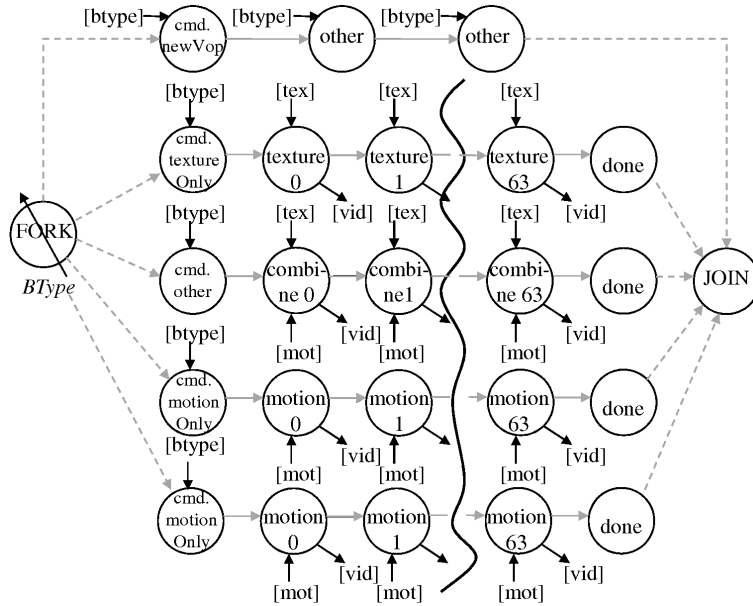 [btype]
cmd.
newVop
[btype]
other
[btype]
other
[btype]
cmd.
texture
Only
[tex]
texture
0
[vid]
[tex]
texture
1
[tex]
texture
63
[vid]
done
FORK
BType
[btype]
cmd.
other
[tex]
combi-
ne 0
[vid]
[mot]
[tex]
combi-
ne1
[mot]
[tex]
combi-
ne 63
[vid]
[mot]
done
JOIN
[btype]
cmd.
motion
Only
motion
0
[vid]
[mot]
motion
1
[mot]
motion
63
[vid]
[mot]
done
[btype]
cmd.
motion
Only
motion
0
[vid]
[mot]
motion
1
[mot]
motion
63
[vid]
[mot]
done